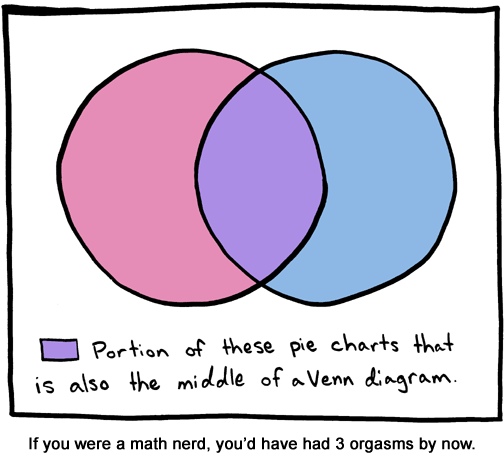 Portion of these pie charts that
is also the middle of a Venn diagram.
If you were a math nerd, you'd have had 3 orgasms by now.